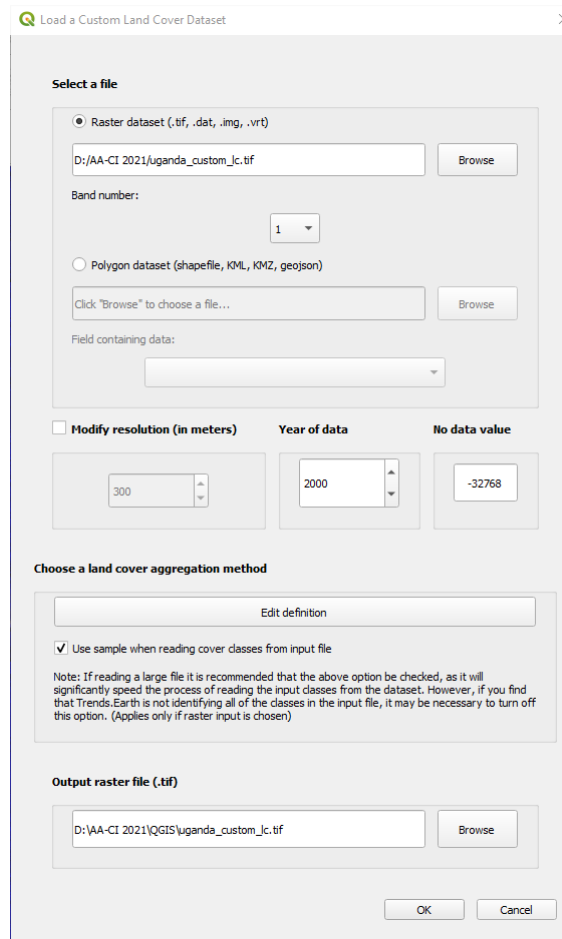 Load a Custom Land Cover Dataset
Select a file
Raster dataset (.tif, .dat, .img, .vrt)
D:/AA-CI 2021/uganda_custom_lc.tif
Browse
Band number:
1
Polygon dataset (shapefile, KML, KMZ, geojson)
Click "Browse" to choose a file...
Browse
Field containing data:
Modify resolution (in meters)
Year of data
No data value
300
2000
-32768
Choose a land cover aggregation method
Edit definition
Use sample when reading cover classes from input file
Note: If reading a large file it is recommended that the above option be checked, as it will
significantly speed the process of reading the input classes from the dataset. However, if you find
that Trends.Earth is not identifying all of the classes in the input file, it may be necessary to turn off
this option. (Applies only if raster input is chosen)
Output raster file (.tif)
D:\AA-CI 2021\QGIS\uganda_custom_lc.tif
Browse
OK
Cancel